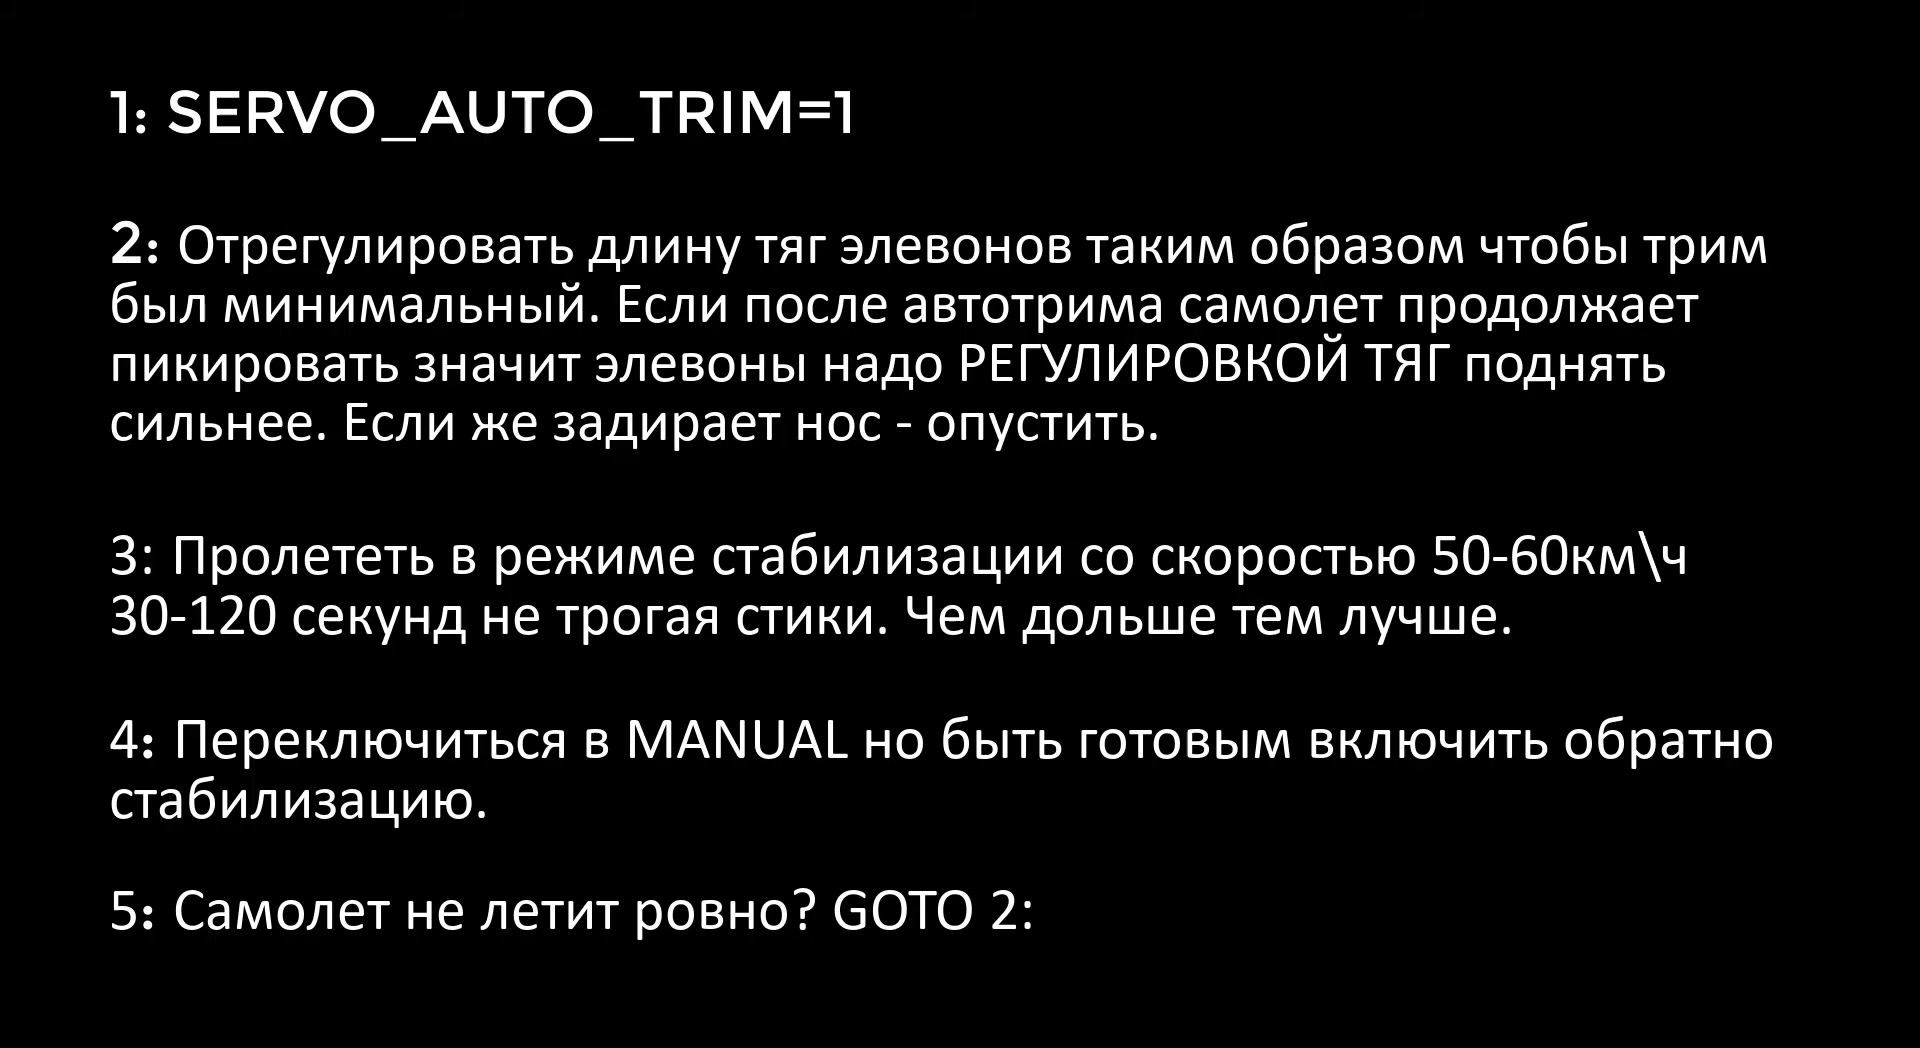 1: SERVO_AUTO_TRIM=1
2: Отрегулировать длину тяг элевонов таким образом чтобы трим
был минимальный. Если после автотрима самолет продолжает
пикировать значит элевоны надо РЕГУЛИРОВКОЙ ТЯГ поднять
сильнее. Если же задирает нос - опустить.
3: Пролететь в режиме стабилизации со скоростью 50-60км\ч
30-120 секунд не трогая стики. Чем дольше тем лучше.
4: Переключиться в MANUAL но быть готовым включить обратно
стабилизацию.
5: Самолет не летит ровно? GOTO 2: